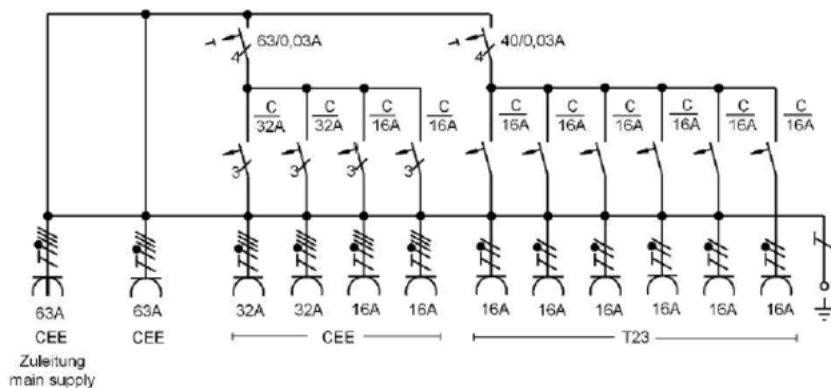 63/0,03A
40/0,03A
4
4
C C C C C C C C C C
32A 32A 16A 16A 16A 16A 16A 16A 16A 16A
3 3 3 3
63A 63A 32A 32A 16A 16A 16A 16A 16A 16A 16A 16A
CEE CEE CEE T23
Zuleitung
main supply